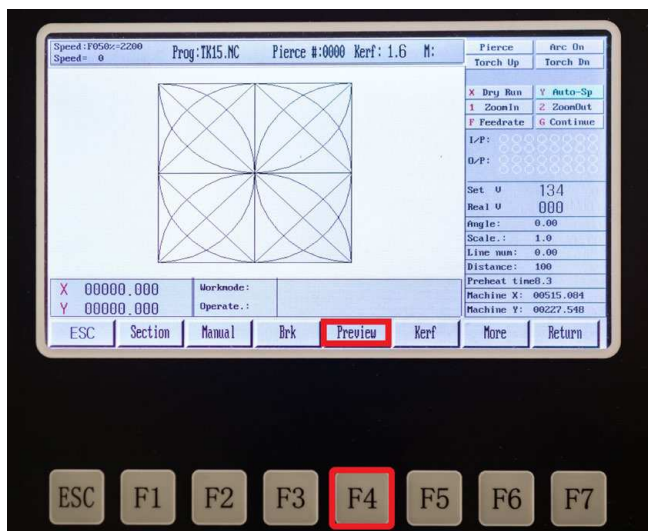 Speed:F050%=2200
Speed= 0
Prog:TK15.NC Pierce #:0000 Kerf: 1.6 M:
Pierce Arc On
Torch Up Torch Dn
X Dry Run Y Auto-Sp
1 ZoomIn 2 ZoomOut
F Feedrate G Continue
I/P:
O/P:
Set V 134
Real V 000
Angle: 0.00
Scale.: 1.0
Line num: 0.00
Distance: 100
Preheat time0.3
Machine X: 00515.084
Machine Y: 00227.548
X 00000.000 Workmode:
Y 00000.000 Operate.:
ESC Section Manual Brk Preview Kerf More Return
ESC F1 F2 F3 F4 F5 F6 F7